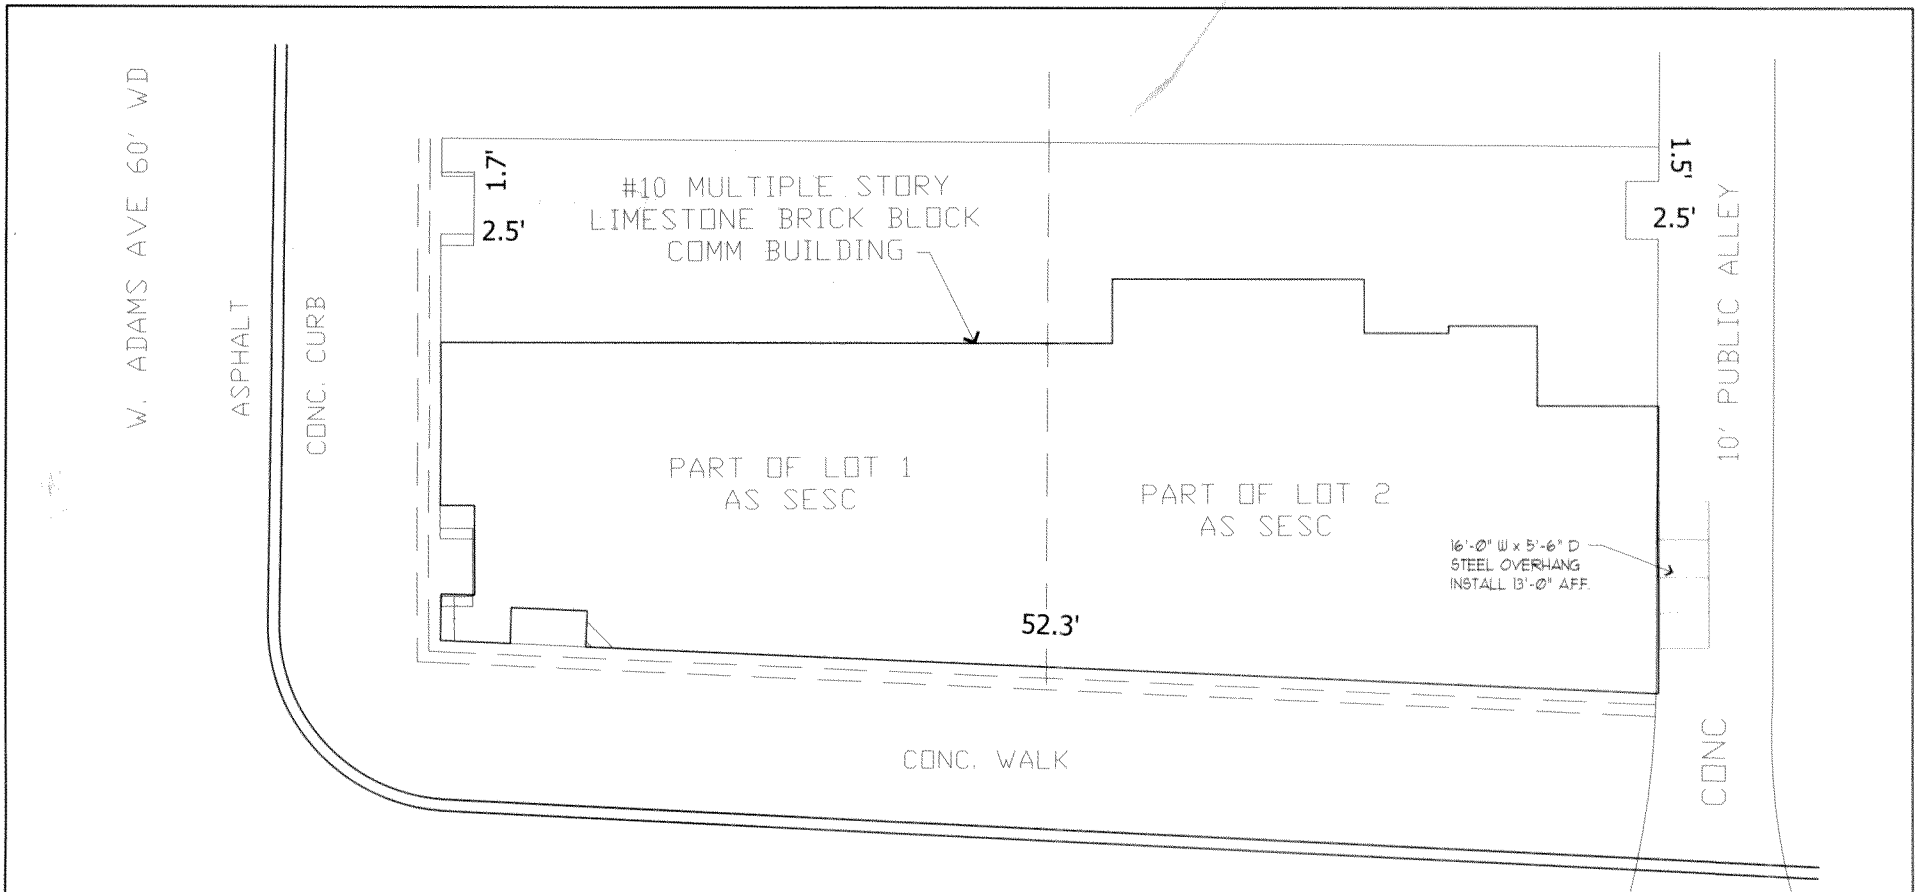 W. ADAMS AVE 60' WD
ASPHALT
CONC. CURB
1.7'
2.5'
#10 MULTIPLE STORY
LIMESTONE BRICK BLOCK
COMM BUILDING
1.5'
2.5'
10' PUBLIC ALLEY
PART OF LOT 1
AS SESC
PART OF LOT 2
AS SESC
16'-0" W x 5'-6" D
STEEL OVERHANG
INSTALL 13'-0" A.F.F.
52.3'
CONC. WALK
CONC